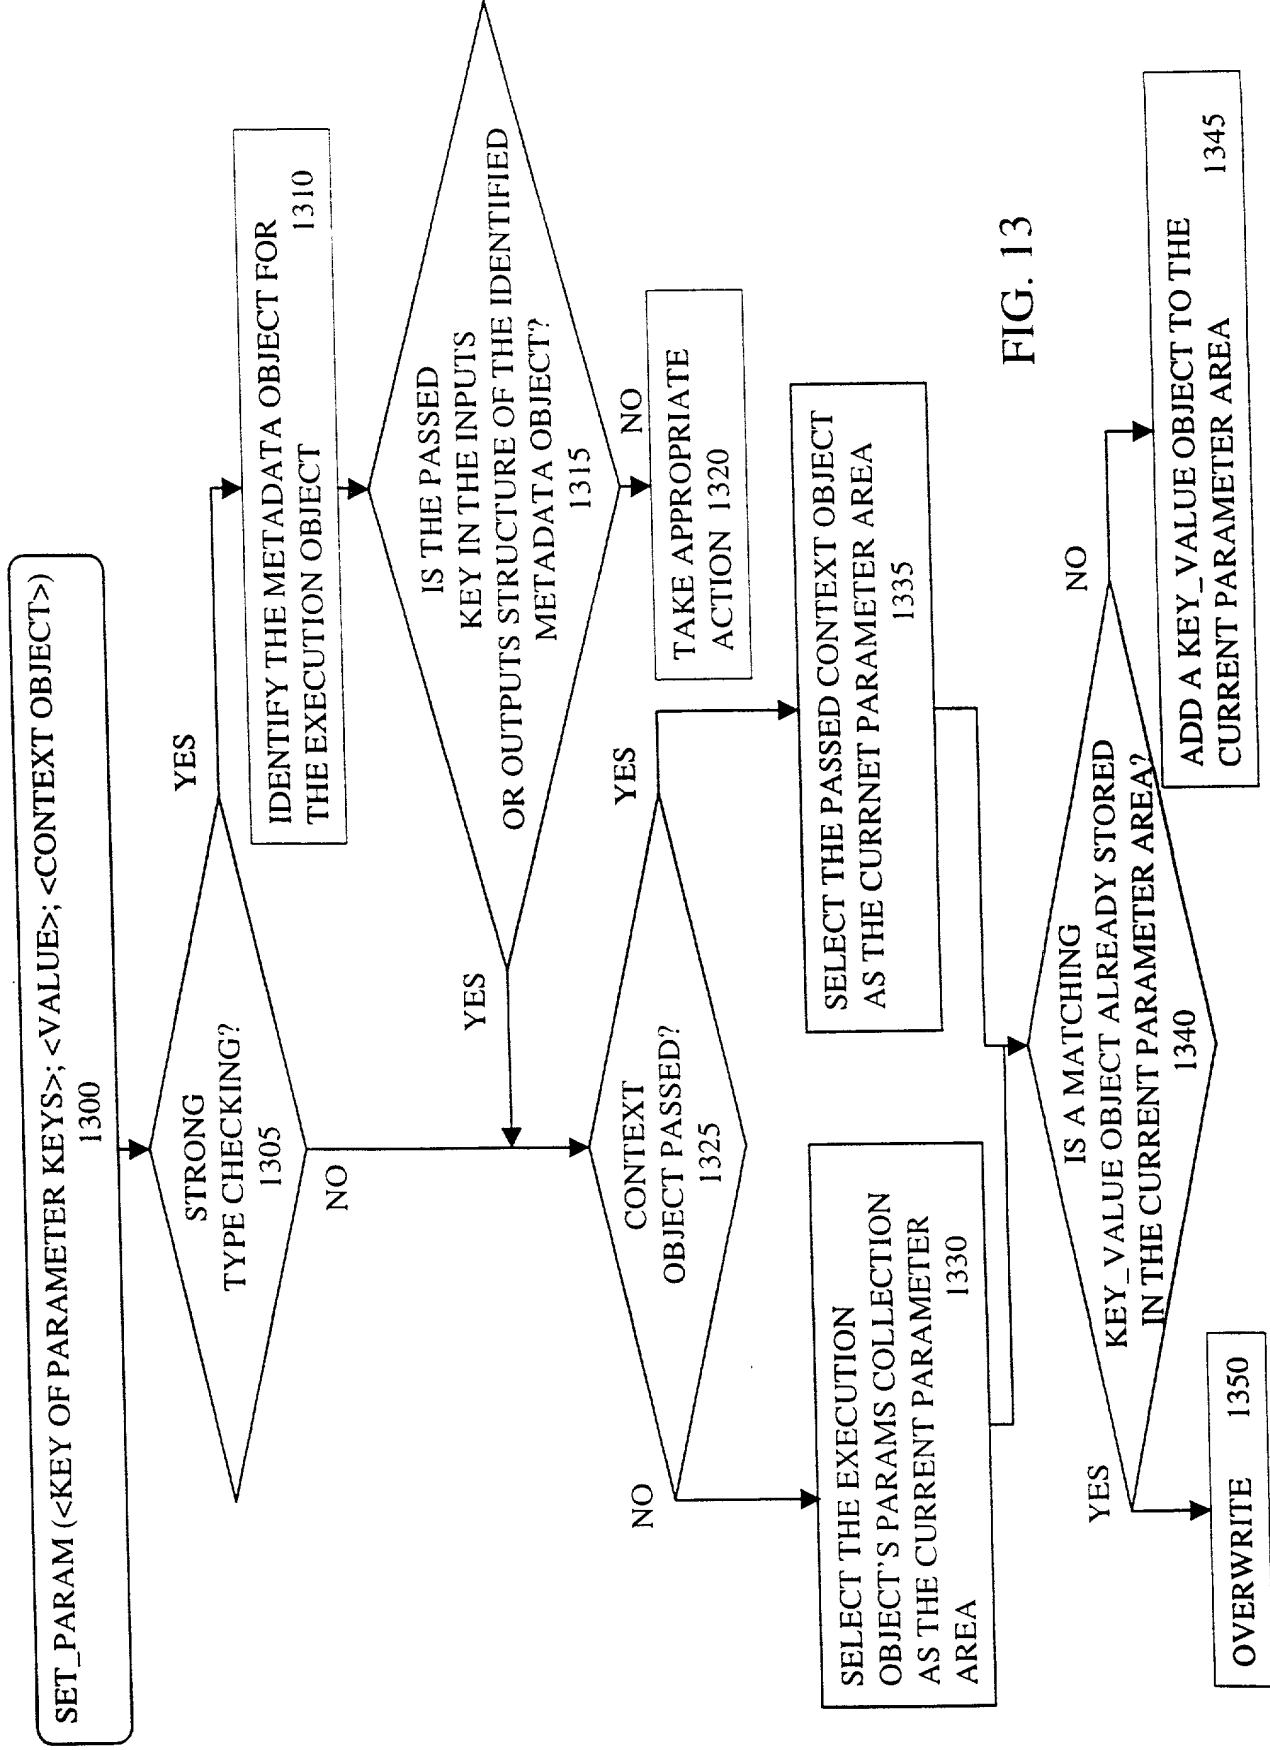 SET_PARAM (<KEY OF PARAMETER KEYS>; <VALUE>; <CONTEXT OBJECT>)
1300
STRONG
TYPE CHECKING?
1305
YES
NO
IDENTIFY THE METADATA OBJECT FOR
THE EXECUTION OBJECT 1310
IS THE PASSED
KEY IN THE INPUTS
OR OUTPUTS STRUCTURE OF THE IDENTIFIED
METADATA OBJECT?
1315
YES
NO
TAKE APPROPRIATE
ACTION 1320
CONTEXT
OBJECT PASSED?
1325
NO
YES
SELECT THE EXECUTION
OBJECT'S PARAMS COLLECTION
AS THE CURRENT PARAMETER
AREA 1330
SELECT THE PASSED CONTEXT OBJECT
AS THE CURRNET PARAMETER AREA
1335
IS A MATCHING
KEY_VALUE OBJECT ALREADY STORED
IN THE CURRENT PARAMETER AREA?
1340
YES
NO
OVERWRITE 1350
ADD A KEY_VALUE OBJECT TO THE
CURRENT PARAMETER AREA 1345
FIG. 13